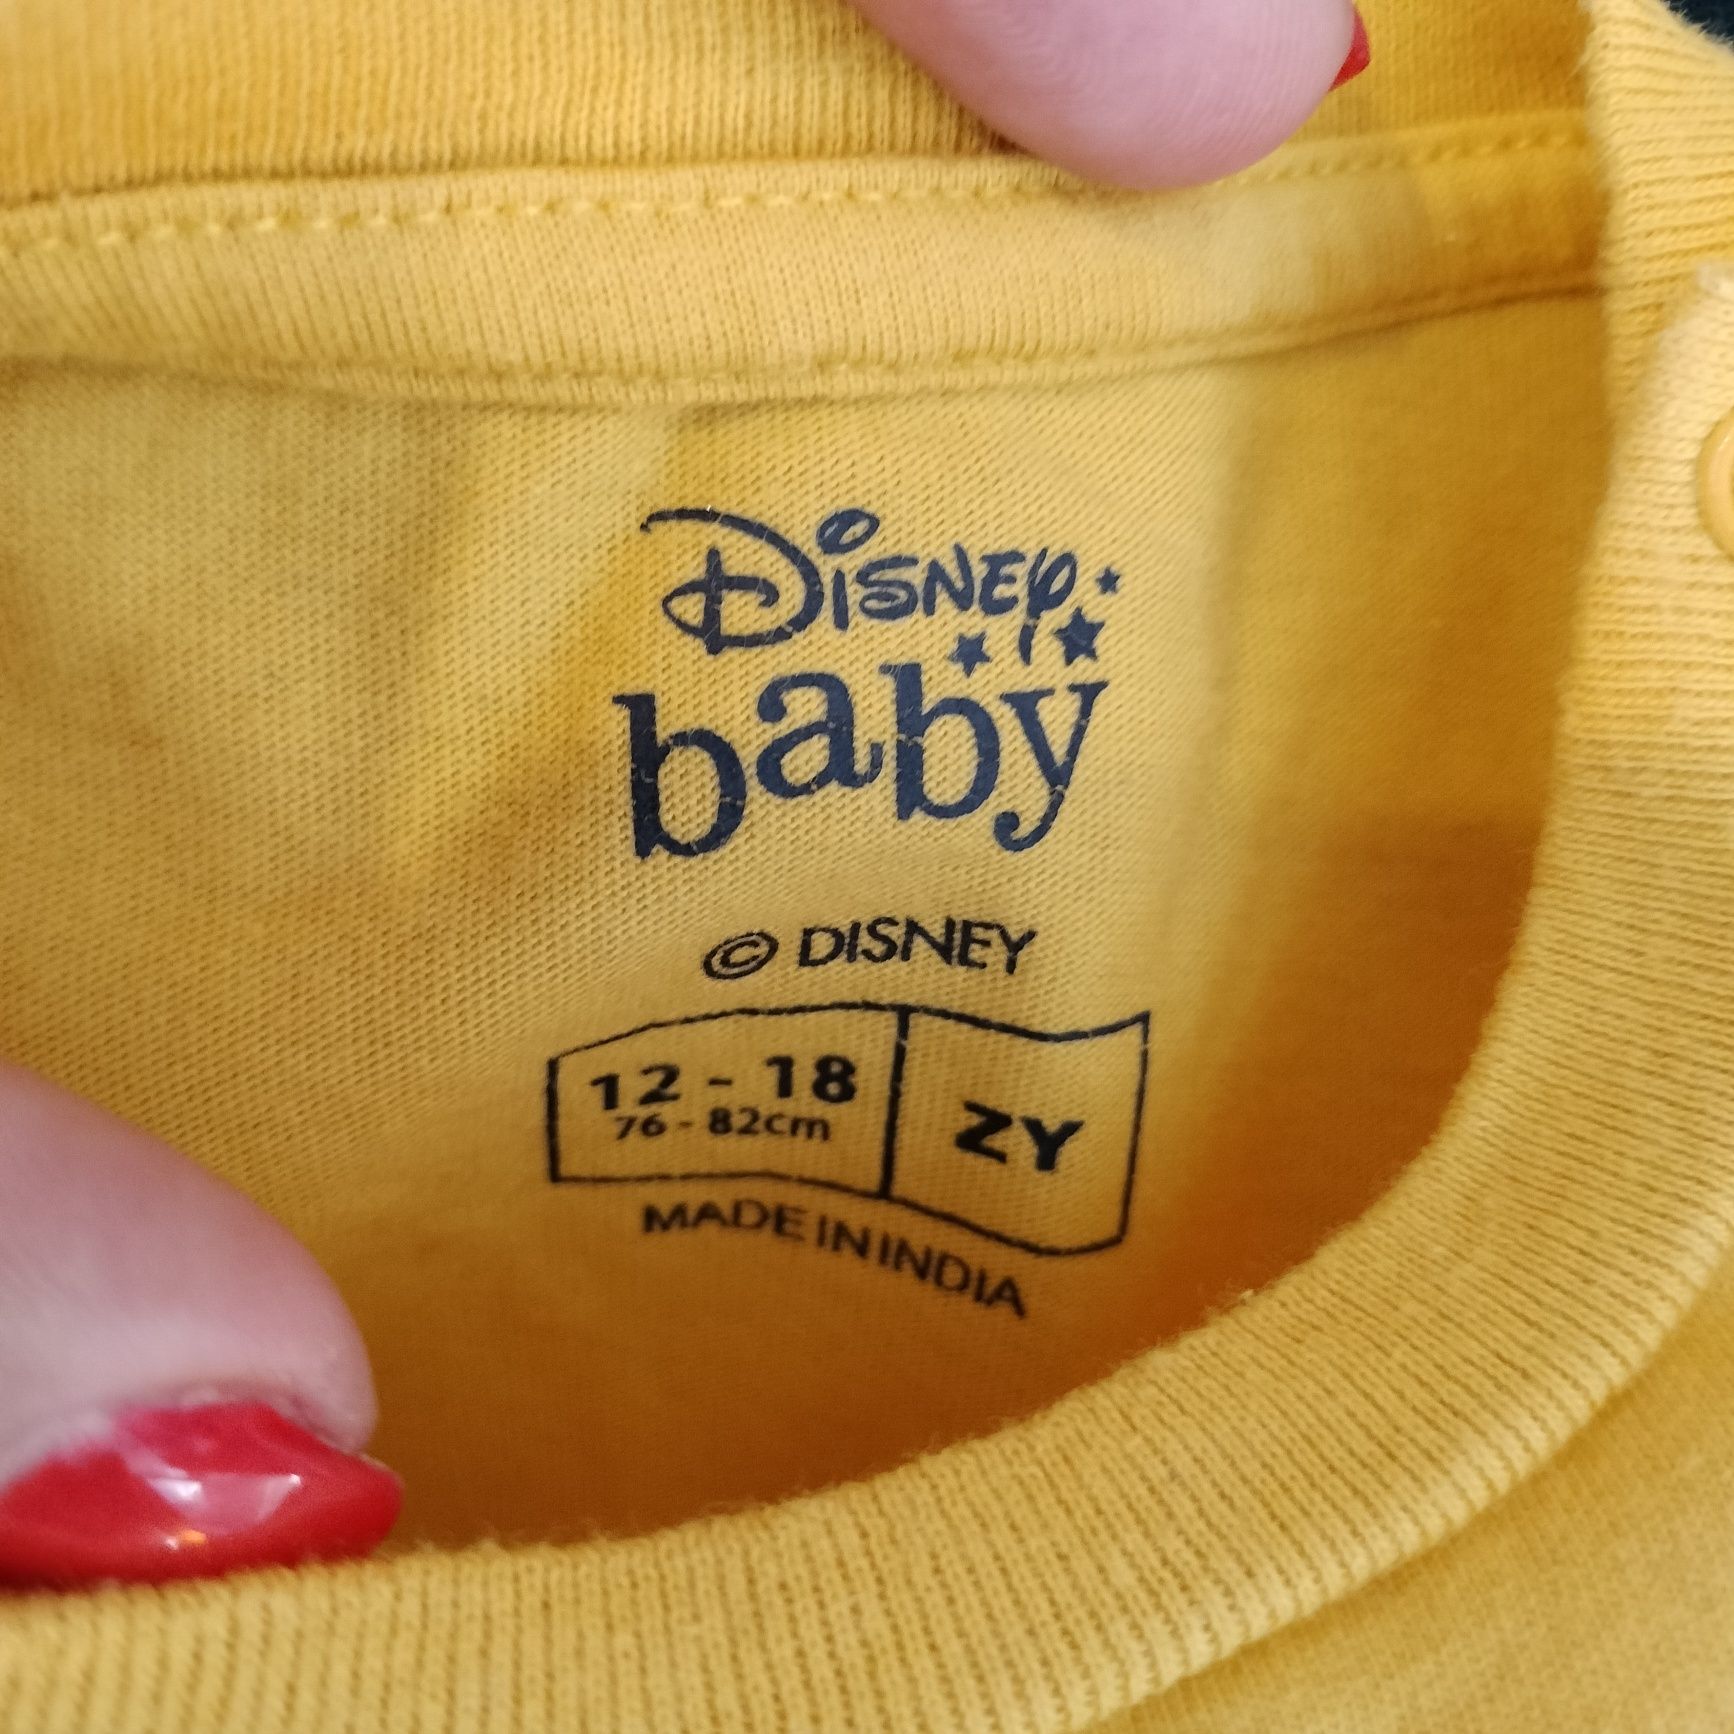 Disney
baby
© DISNEY
12 - 18
76 - 82cm
ZY
MADE IN INDIA